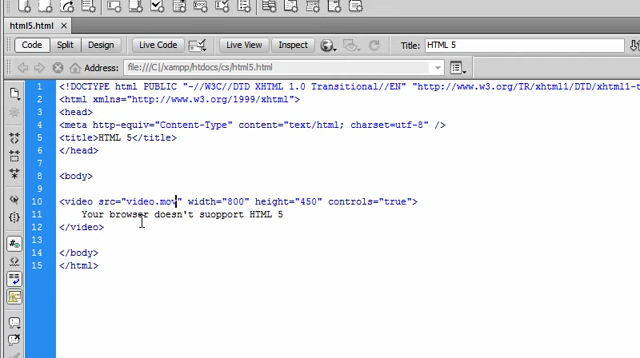 html5.html
Code Split Design Live Code Live View Inspect Title: HTML 5
Address: file:///C|/xampp/htdocs/cs/html5.html
1 <!DOCTYPE html PUBLIC "-//W3C//DTD XHTML 1.0 Transitional//EN" "http://www.w3.org/TR/xhtml1/DTD/xhtml1-t
2 <html xmlns="http://www.w3.org/1999/xhtml">
3 <head>
4 <meta http-equiv="Content-Type" content="text/html; charset=utf-8" />
5 <title>HTML 5</title>
6 </head>
7
8 <body>
9
10 <video src="video.mov" width="800" height="450" controls="true">
11 Your browser doesn't suopport HTML 5
12 </video>
13
14 </body>
15 </html>